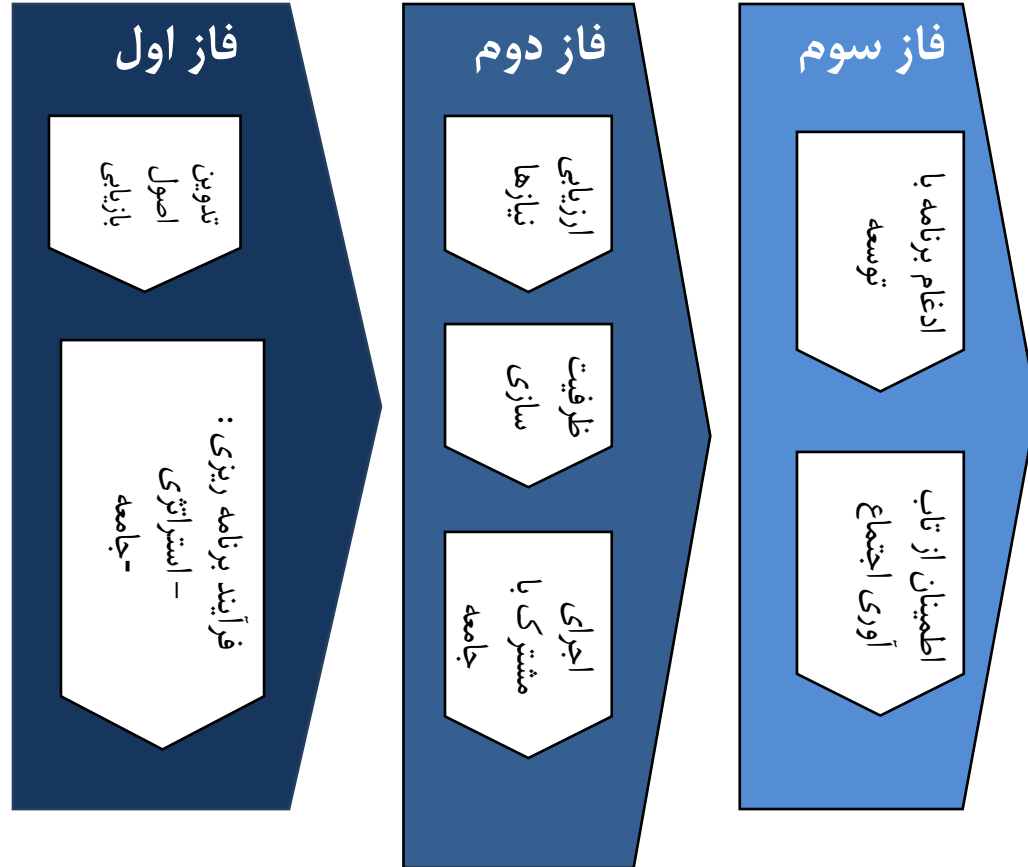 فاز اول
تدوین
اصول
بازیابی
فرآیند برنامه ریزی :
– استراتژی
-جامعه
فاز دوم
ارزیابی
نیازها
ظرفیت
سازی
اجرای
مشترک با
جامعه
فاز سوم
ادغام برنامه با
توسعه
اطمینان از تاب
آوری اجتماع